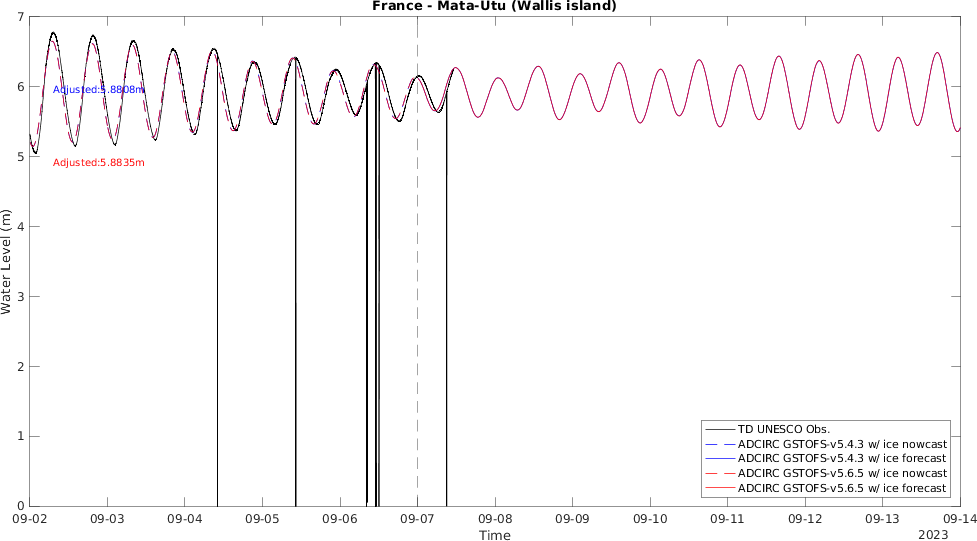 France - Mata-Utu (Wallis island)
7
6
5
4
3
2
1
0
Water Level (m)
Adjusted:5.8808m
Adjusted:5.8835m
TD UNESCO Obs.
ADCIRC GSTOFS-v5.4.3 w/ ice nowcast
ADCIRC GSTOFS-v5.4.3 w/ ice forecast
ADCIRC GSTOFS-v5.6.5 w/ ice nowcast
ADCIRC GSTOFS-v5.6.5 w/ ice forecast
09-02 09-03 09-04 09-05 09-06 09-07 09-08 09-09 09-10 09-11 09-12 09-13 09-14
Time
2023